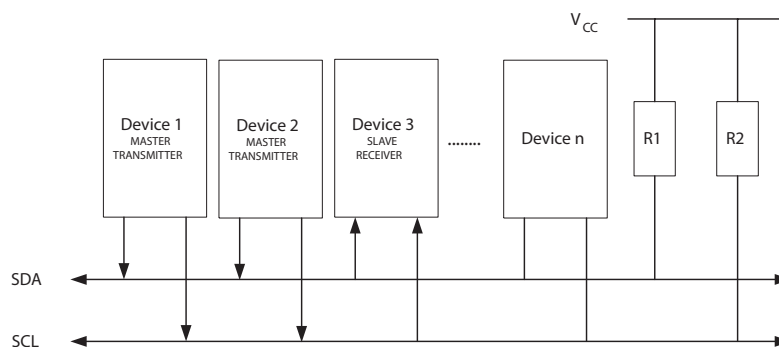 V CC
Device 1
MASTER
TRANSMITTER
Device 2
MASTER
TRANSMITTER
Device 3
SLAVE
RECEIVER
........
Device n
R1
R2
SDA
SCL